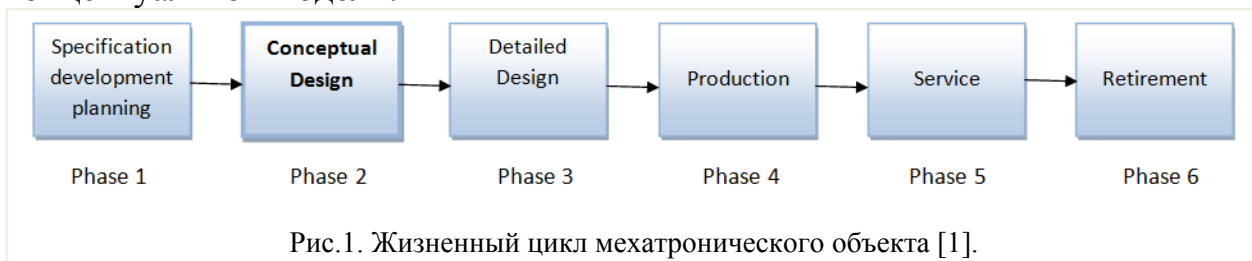 Specification
development
planning
Conceptual
Design
Detailed
Design
Production
Service
Retirement
Phase 1
Phase 2
Phase 3
Phase 4
Phase 5
Phase 6
Рис.1. Жизненный цикл мехатронического объекта [1].